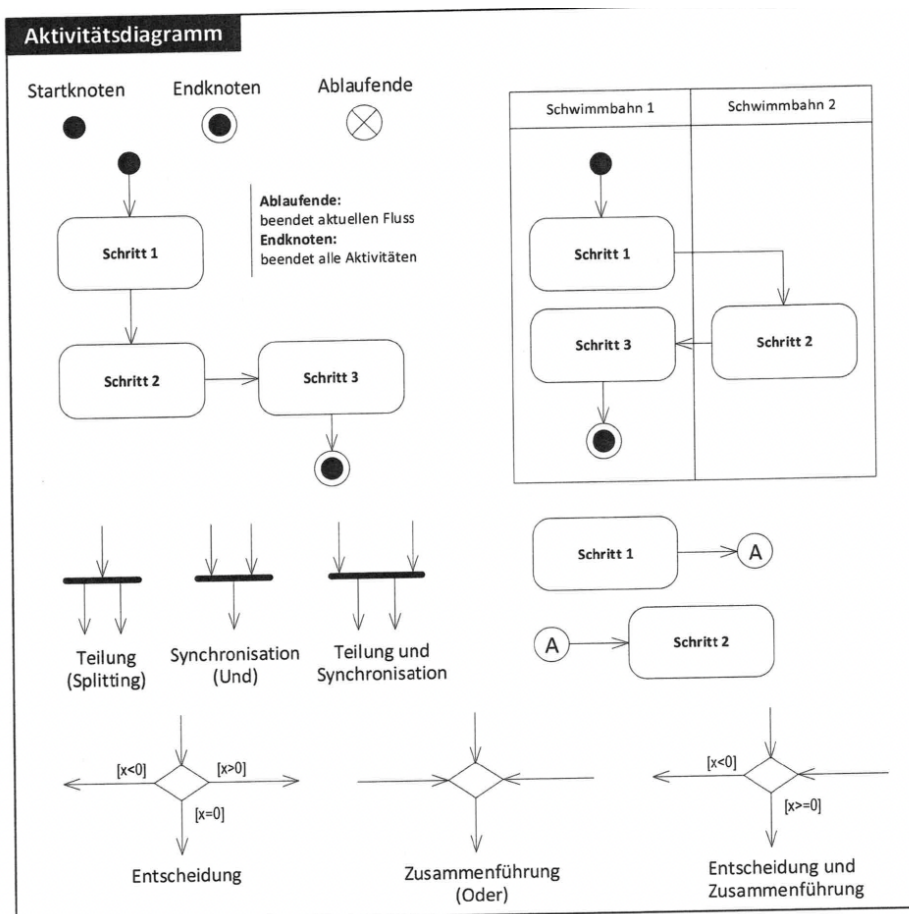 Aktivitätsdiagramm
Startknoten
Endknoten
Ablaufende
Ablaufende:
beendet aktuellen Fluss
Endknoten:
beendet alle Aktivitäten
Schritt 1
Schritt 2
Schritt 3
Schwimmbahn 1
Schwimmbahn 2
Schritt 1
Schritt 3
Schritt 2
Teilung
(Splitting)
Synchronisation
(Und)
Teilung und
Synchronisation
Schritt 1
A
A
Schritt 2
[x<0]
[x>0]
[x=0]
Entscheidung
Zusammenführung
(Oder)
[x<0]
[x>=0]
Entscheidung und
Zusammenführung